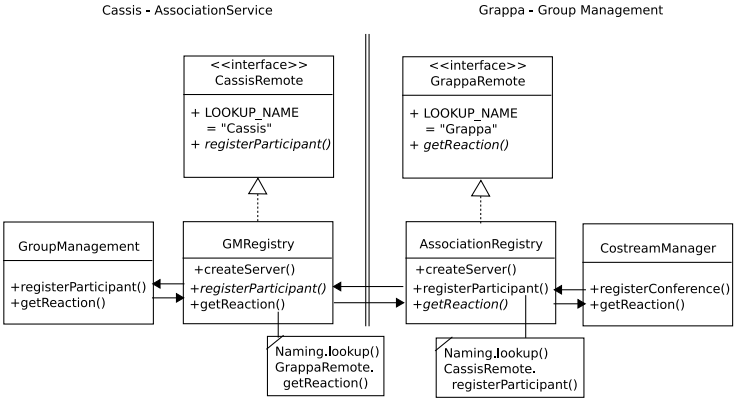 Cassis - AssociationService
Grappa - Group Management
<<interface>>
CassisRemote
+ LOOKUP_NAME
= "Cassis"
+ registerParticipant()
<<interface>>
GrappaRemote
+ LOOKUP_NAME
= "Grappa"
+ getReaction()
GroupManagement
+registerParticipant()
+getReaction()
GMRegistry
+createServer()
+registerParticipant()
+getReaction()
AssociationRegistry
+createServer()
+registerParticipant()
+getReaction()
CostreamManager
+registerConference()
+getReaction()
Naming.lookup()
GrappaRemote.
getReaction()
Naming.lookup()
CassisRemote.
registerParticipant()